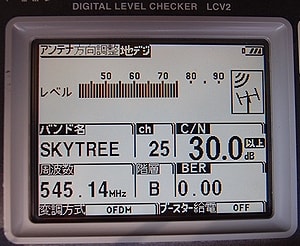 DIGITAL LEVEL CHECKER LCV2
アンテナ方向調整 地デジ
50 60 70 80 90
レベル
バンド名 ch C/N
SKYTREE 25 30.0 以上 dB
周波数 階層 BER
545.14MHz B 0.00
変調方式 OFDM ブースター給電 OFF